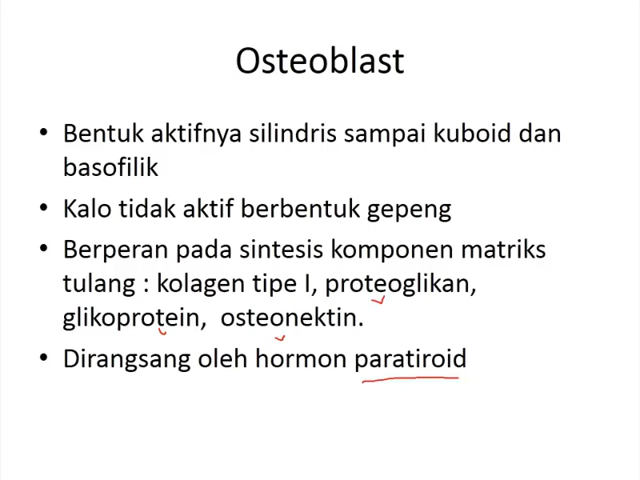 Osteoblast
• Bentuk aktifnya silindris sampai kuboid dan
basofilik
• Kalo tidak aktif berbentuk gepeng
• Berperan pada sintesis komponen matriks
tulang : kolagen tipe I, proteoglikan,
glikoprotein, osteonektin.
• Dirangsang oleh hormon paratiroid